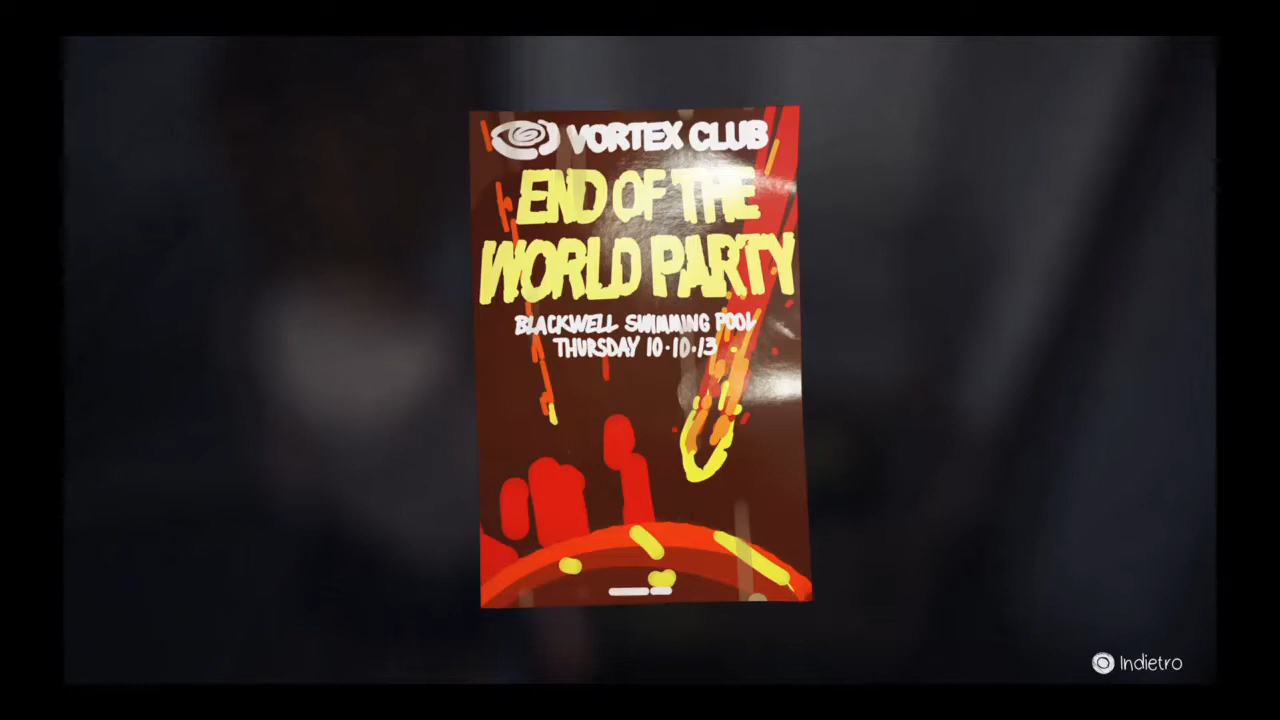 VORTEX CLUB
END OF THE
WORLD PARTY
BLACKWELL SWIMMING POOL
THURSDAY 10·10·13
Indietro